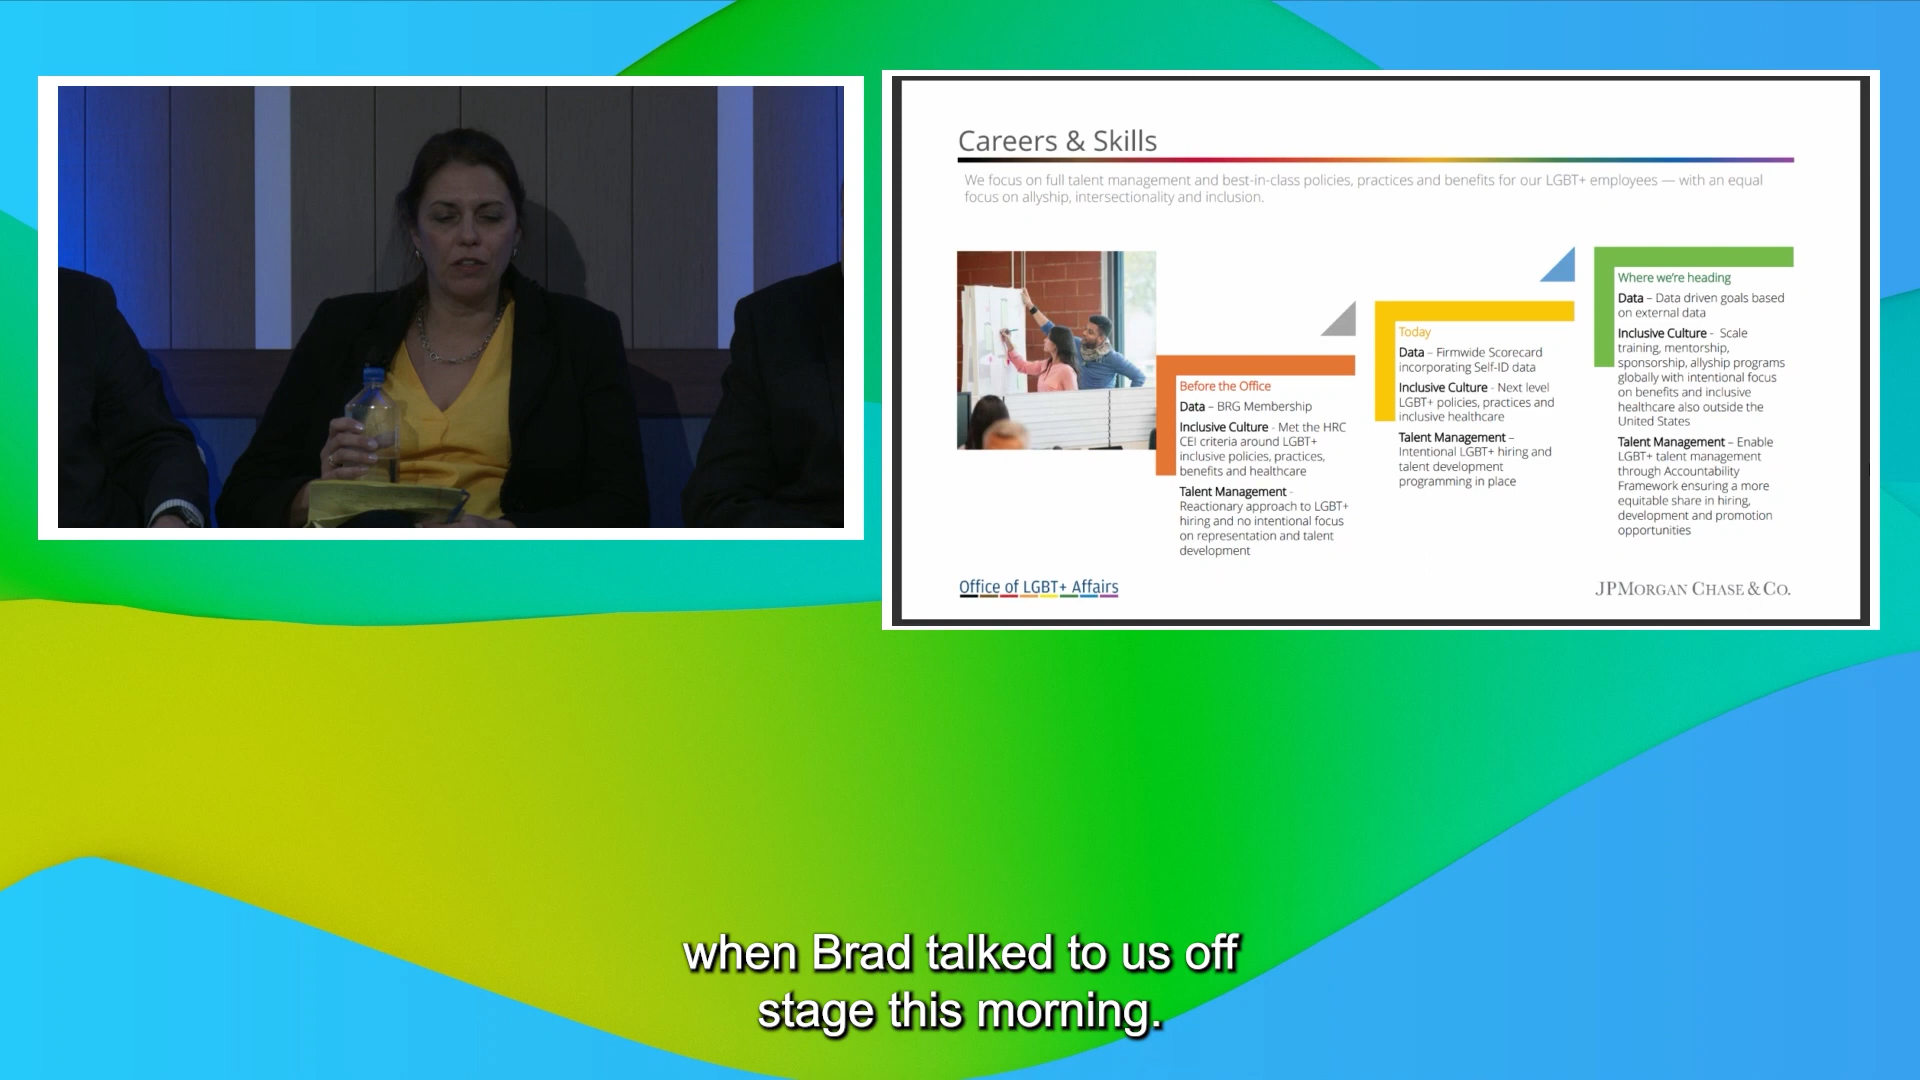 Careers & Skills
We focus on full talent management and best-in-class policies, practices and benefits for our LGBT+ employees — with an equal
focus on allyship, intersectionality and inclusion.
Before the Office
Data – BRG Membership
Inclusive Culture - Met the HRC
CEI criteria around LGBT+
inclusive policies, practices,
benefits and healthcare
Talent Management -
Reactionary approach to LGBT+
hiring and no intentional focus
on representation and talent
development
Today
Data – Firmwide Scorecard
incorporating Self-ID data
Inclusive Culture - Next level
LGBT+ policies, practices and
inclusive healthcare
Talent Management –
Intentional LGBT+ hiring and
talent development
programming in place
Where we're heading
Data – Data driven goals based
on external data
Inclusive Culture - Scale
training, mentorship,
sponsorship, allyship programs
globally with intentional focus
on benefits and inclusive
healthcare also outside the
United States
Talent Management – Enable
LGBT+ talent management
through Accountability
Framework ensuring a more
equitable share in hiring,
development and promotion
opportunities
Office of LGBT+ Affairs
JPMORGAN CHASE & CO.
when Brad talked to us off
stage this morning.